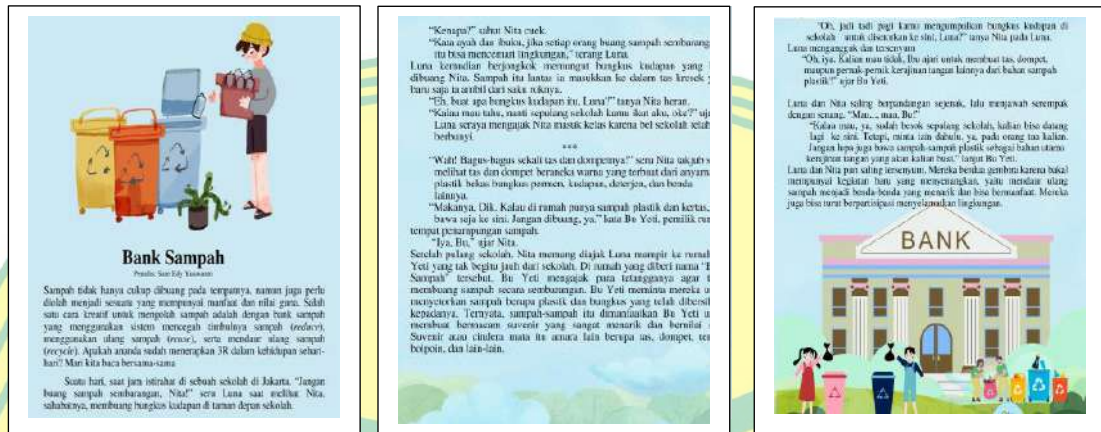 Bank Sampah
Penulis: Sam Edy Yuswanto
Sampah tidak hanya cukup dibuang pada tempatnya, namun juga perlu
diolah menjadi sesuatu yang mempunyai manfaat dan nilai guna. Salah
satu cara kreatif untuk mengolah sampah adalah dengan bank sampah
yang menggunakan sistem mencegah timbulnya sampah (reduce),
menggunakan ulang sampah (reuse), serta mendaur ulang sampah
(recycle). Apakah ananda sudah menerapkan 3R dalam kehidupan sehari-
hari? Mari kita baca bersama-sama
Suatu hari, saat jam istirahat di sebuah sekolah di Jakarta. "Jangan
buang sampah sembarangan, Nita!" seru Luna saat melihat Nita,
sahabatnya, membuang bungkus kudapan di taman depan sekolah.
"Kenapa?" sahut Nita cuek.
"Kata ayah dan ibuku, jika setiap orang buang sampah sembarang
itu bisa mencemari lingkungan," terang Luna.
Luna kemudian berjongkok memungut bungkus kudapan yang
dibuang Nita. Sampah itu lantas ia masukkan ke dalam tas kresek
baru saja ia ambil dari saku roknya.
"Eh, buat apa bungkus kudapan itu, Luna?" tanya Nita heran.
"Kalau mau tahu, nanti sepulang sekolah kamu ikut aku, oke?" uja
Luna seraya mengajak Nita masuk kelas karena bel sekolah telah
berbunyi.
***
"Wah! Bagus-bagus sekali tas dan dompetnya!" seru Nita takjub
melihat tas dan dompet beraneka warna yang terbuat dari anyama
plastik bekas bungkus permen, kudapan, deterjen, dan benda
lainnya.
"Makanya, Dik. Kalau di rumah punya sampah plastik dan kertas,
bawa saja ke sini. Jangan dibuang, ya," kata Bu Yeti, pemilik
tempat penampungan sampah.
"Iya, Bu," ujar Nita.
Setelah pulang sekolah, Nita memang diajak Luna mampir ke rumah
Yeti yang tak begitu jauh dari sekolah. Di rumah yang diberi nama
Sampah" tersebut, Bu Yeti mengajak para tetangganya agar
membuang sampah secara sembarangan. Bu Yeti meminta mereka
menyetorkan sampah berupa plastik dan bungkus yang telah dibersih
kepadanya. Ternyata, sampah-sampah itu dimanfaatkan Bu Yeti
membuat bermacam suvenir yang sangat menarik dan bernilai
Suvenir atau cindera mata itu antara lain berupa tas, dompet,
bolpoin, dan lain-lain.
"Oh, jadi tadi pagi kamu mengumpulkan bungkus kudapan di
sekolah untuk disetorkan ke sini, Luna?" tanya Nita pada Luna.
Luna mengangguk dan tersenyum
"Oh, iya. Kalian mau tidak, Ibu ajari untuk membuat tas, dompet,
maupun pernak-pernik kerajinan tangan lainnya dari bahan sampah
plastik?" ujar Bu Yeti.
Luna dan Nita saling berpandangan sejenak, lalu menjawab serempak
dengan senang. "Mau..., mau, Bu!"
"Kalau mau, ya, sudah besok sepulang sekolah, kalian bisa datang
lagi ke sini. Tetapi, minta izin dahulu, ya, pada orang tua kalian.
Jangan lupa juga bawa sampah-sampah plastik sebagai bahan utama
kerajinan tangan yang akan kalian buat," lanjut Bu Yeti.
Luna dan Nita pun saling tersenyum. Mereka berdua gembira karena bakal
mempunyai kegiatan baru yang menyenangkan, yaitu mendaur ulang
sampah menjadi benda-benda yang menarik dan bisa bermanfaat. Mereka
juga bisa turut berpartisipasi menyelamatkan lingkungan.
BANK